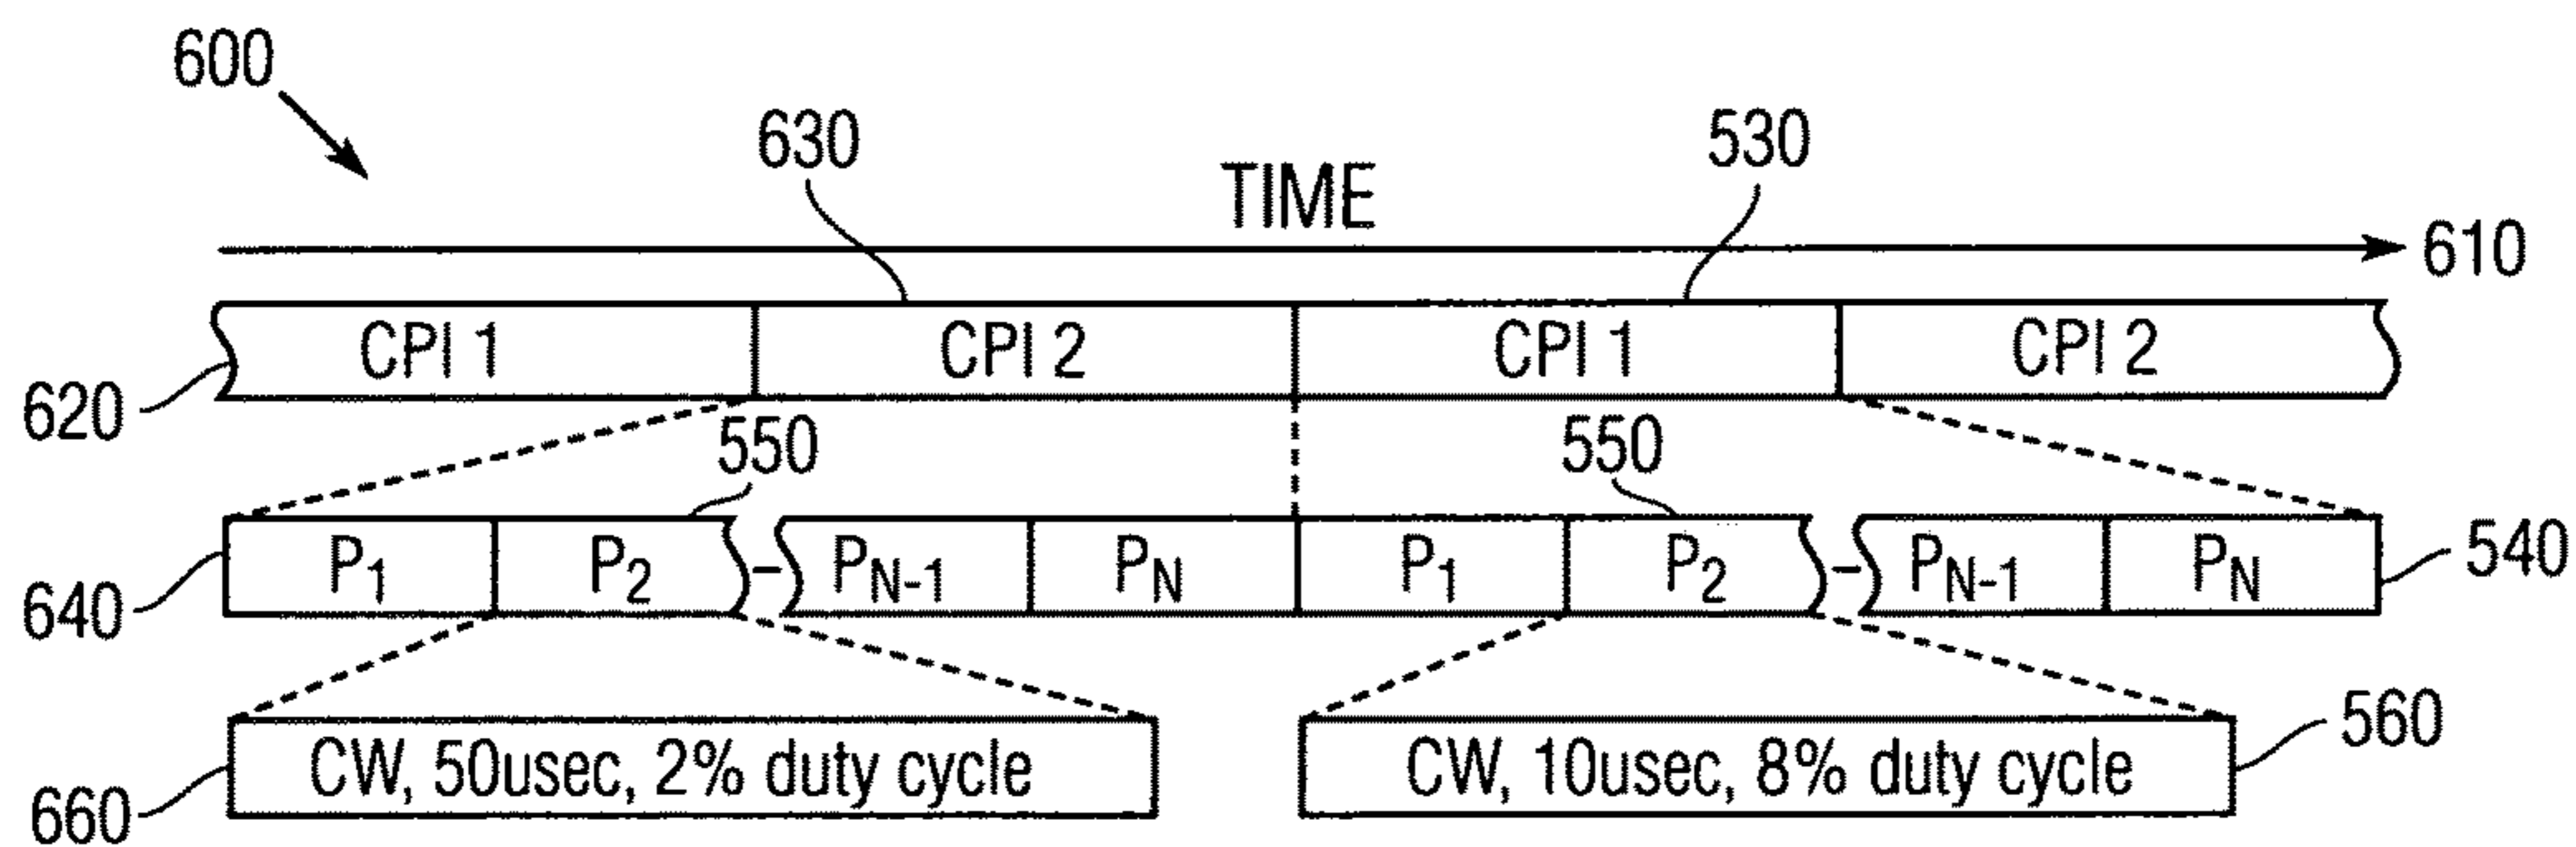 600
630
530
TIME
610
CPI 1 CPI 2 CPI 1 CPI 2
620
550 550
P1 P2 - PN-1 PN P1 P2 - PN-1 PN
640 540
CW, 50usec, 2% duty cycle CW, 10usec, 8% duty cycle
660 560